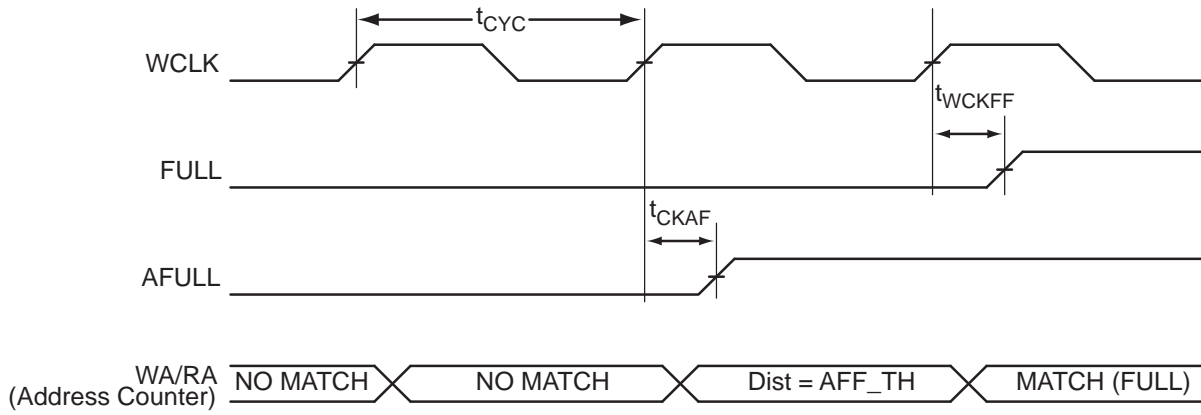 tCYC
WCLK
tWCKFF
FULL
tCKAF
AFULL
WA/RA
(Address Counter)
NO MATCH
NO MATCH
Dist = AFF_TH
MATCH (FULL)